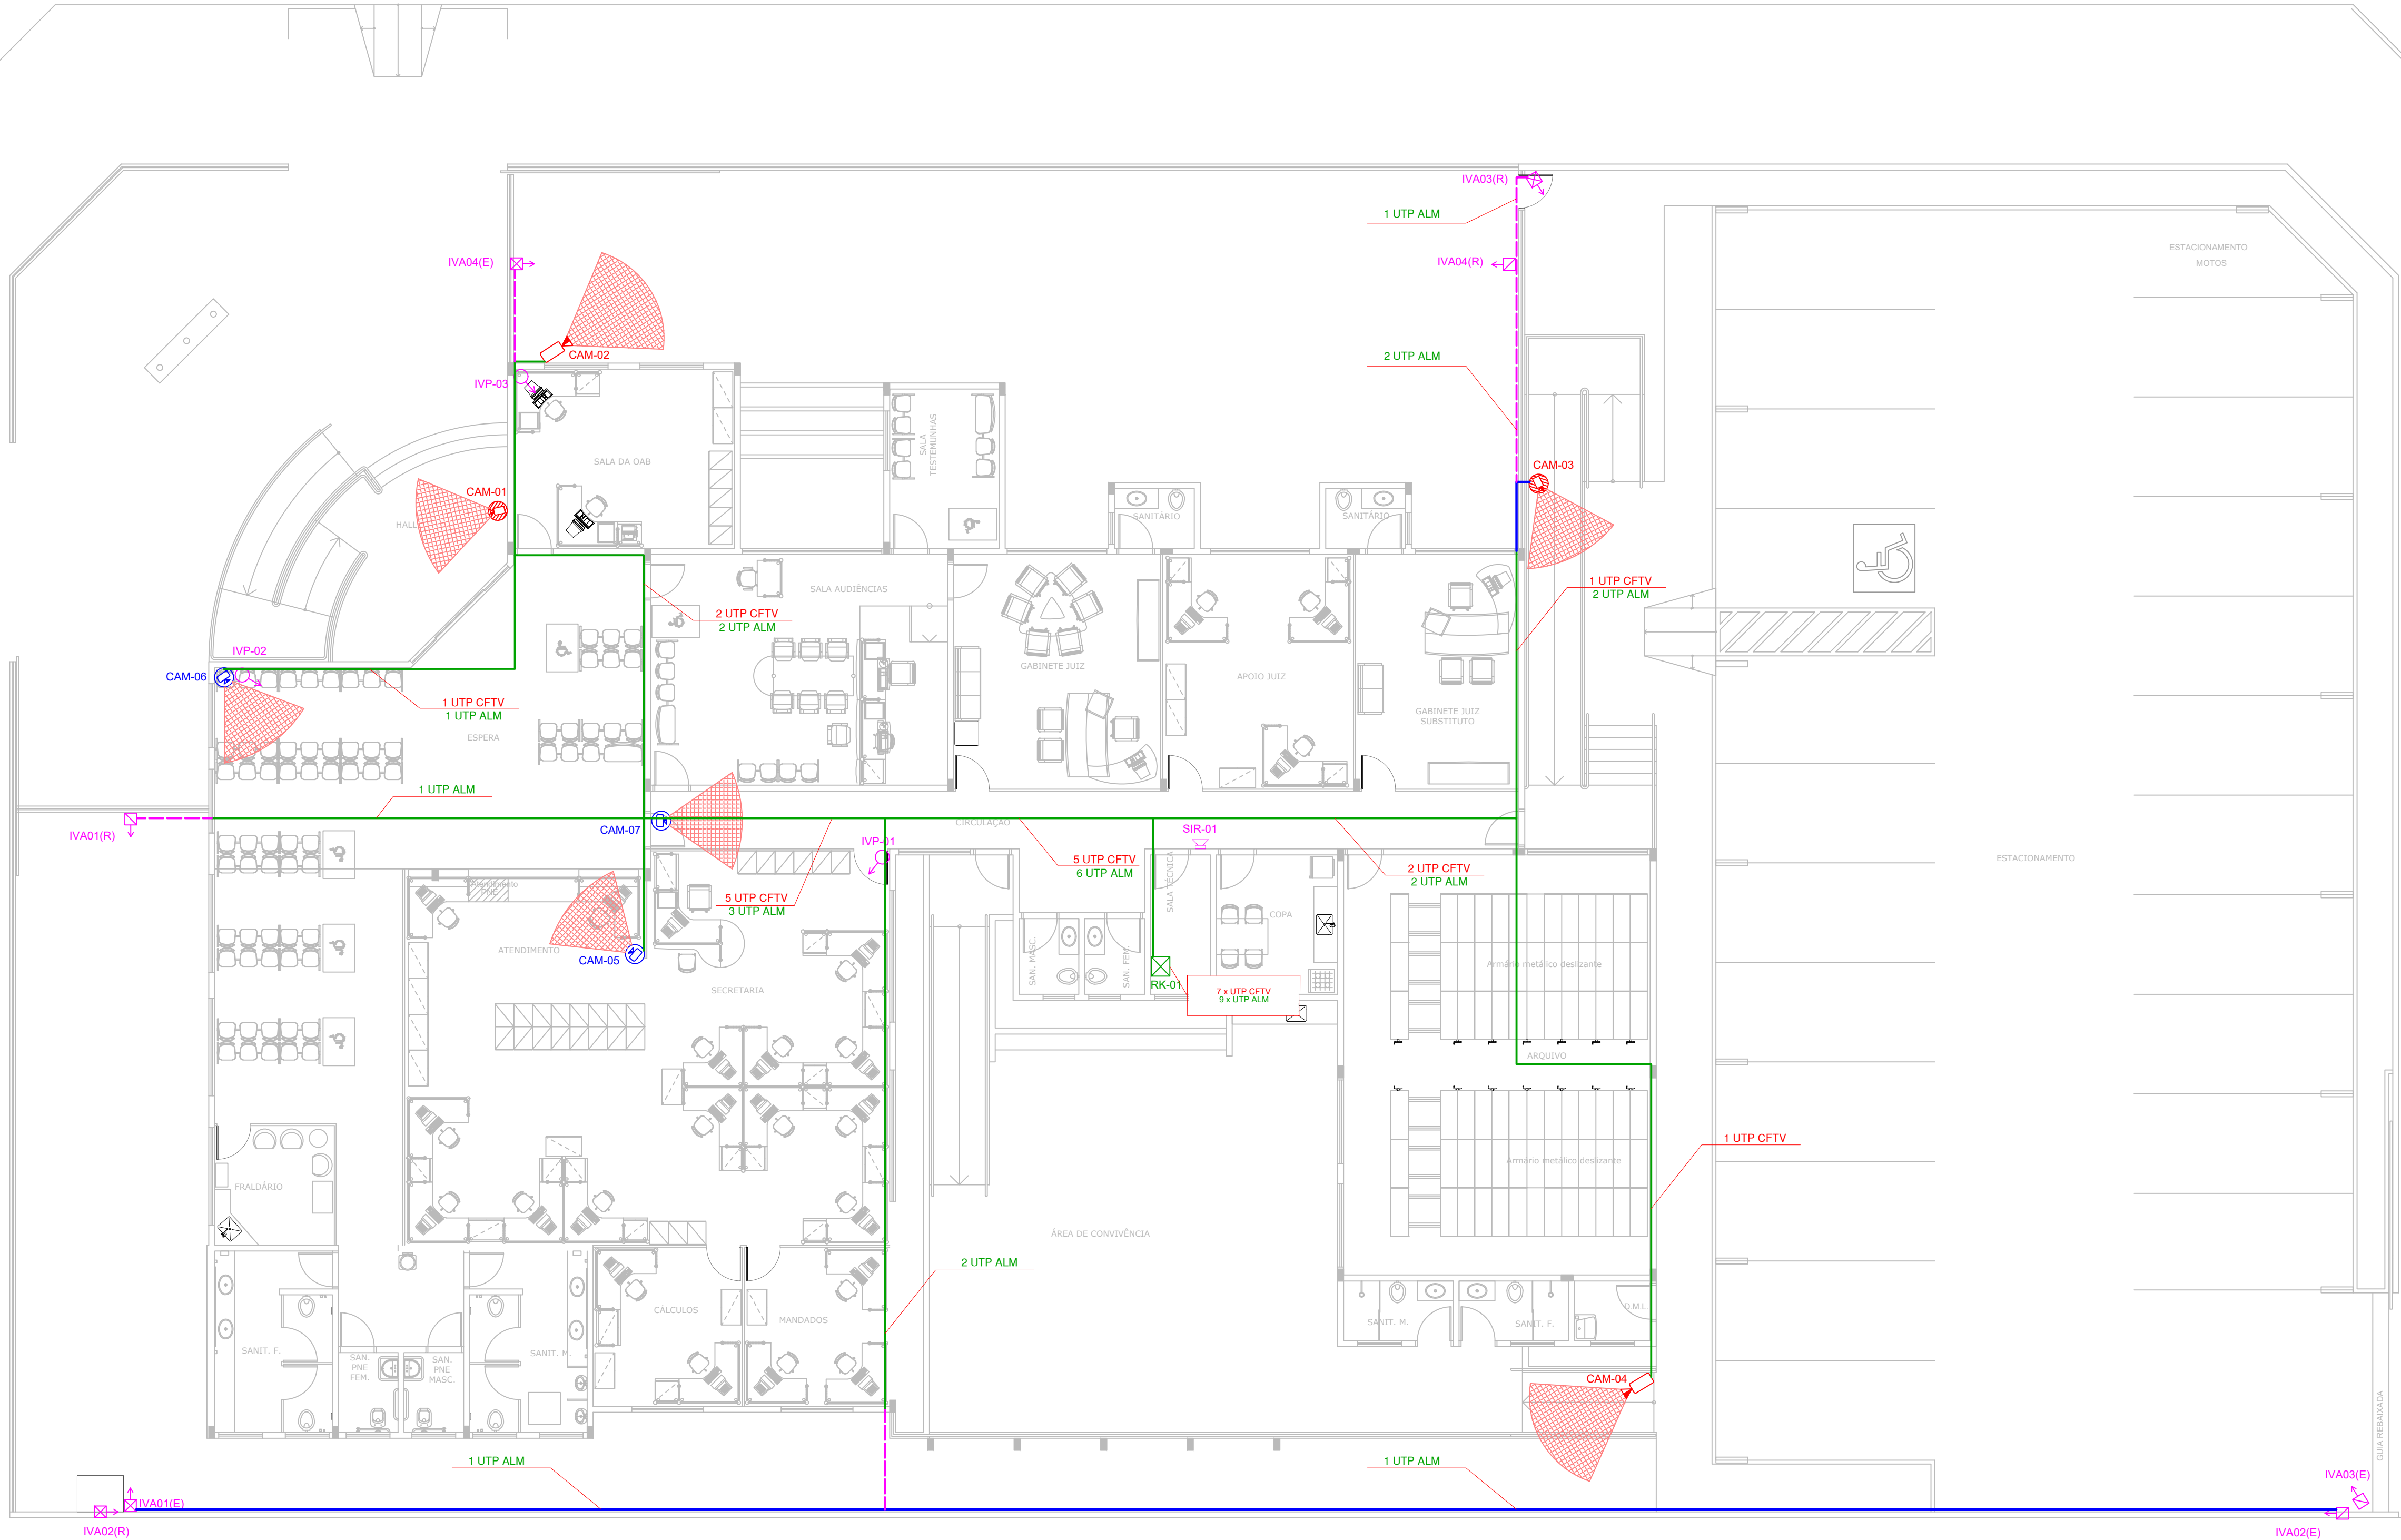 IVA03(R)
1 UTP ALM
ESTACIONAMENTO
MOTOS
IVA04(E)
IVA04(R)
CAM-02
2 UTP ALM
IVP-03
SALA
TESTEMUNHAS
SALA DA OAB
CAM-03
CAM-01
HALL
SANITÁRIO
SANITÁRIO
SALA AUDIÊNCIAS
1 UTP CFTV
2 UTP ALM
2 UTP CFTV
2 UTP ALM
IVP-02
CAM-06
GABINETE JUIZ
APOIO JUIZ
1 UTP CFTV
1 UTP ALM
GABINETE JUIZ
SUBSTITUTO
ESPERA
1 UTP ALM
IVA01(R)
CAM-07
CIRCULAÇÃO
SIR-01
IVP-01
5 UTP CFTV
6 UTP ALM
2 UTP CFTV
2 UTP ALM
ESTACIONAMENTO
Atendimento
PNE
5 UTP CFTV
3 UTP ALM
SALA TÉCNICA
COPA
ATENDIMENTO
CAM-05
SAN. MASC.
SAN. FEM.
Armário metálico deslizante
RK-01
SECRETARIA
7 x UTP CFTV
9 x UTP ALM
ARQUIVO
1 UTP CFTV
Armário metálico deslizante
FRALDÁRIO
ÁREA DE CONVIVÊNCIA
2 UTP ALM
CÁLCULOS
MANDADOS
D.M.L.
SANIT. M.
SANIT. F.
SANIT. F.
SAN.
PNE
FEM.
SAN.
PNE
MASC.
SANIT. M.
CAM-04
GUIA REBAIXADA
1 UTP ALM
1 UTP ALM
IVA03(E)
IVA01(E)
IVA02(R)
IVA02(E)